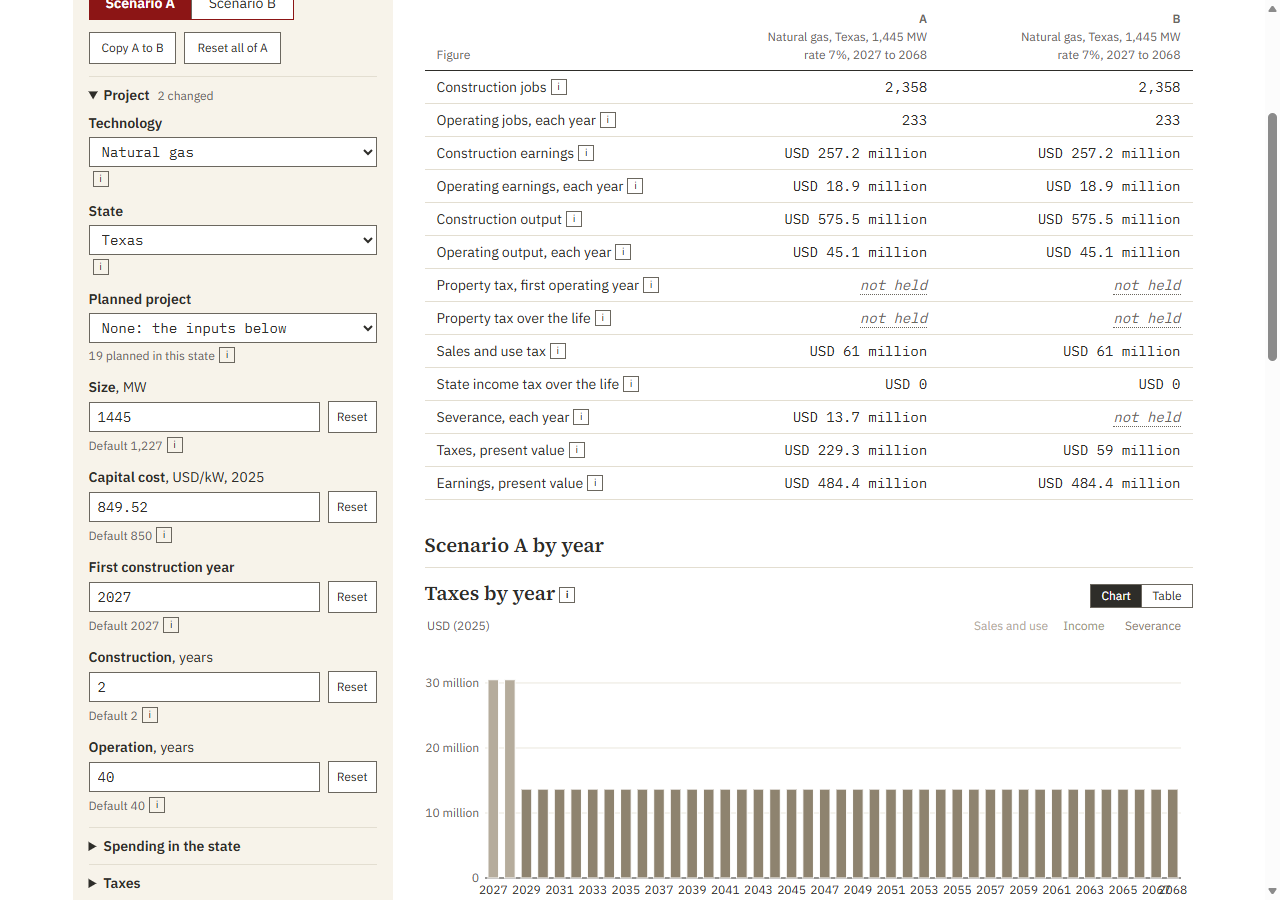 Scenario A Scenario B
Copy A to B Reset all of A
▼ Project 2 changed
Technology
Natural gas
i
State
Texas
i
Planned project
None: the inputs below
19 planned in this state i
Size, MW
1445 Reset
Default 1,227 i
Capital cost, USD/kW, 2025
849.52 Reset
Default 850 i
First construction year
2027 Reset
Default 2027 i
Construction, years
2 Reset
Default 2 i
Operation, years
40 Reset
Default 40 i
▶ Spending in the state
▶ Taxes
A B
Natural gas, Texas, 1,445 MW Natural gas, Texas, 1,445 MW
Figure rate 7%, 2027 to 2068 rate 7%, 2027 to 2068
Construction jobs i 2,358 2,358
Operating jobs, each year i 233 233
Construction earnings i USD 257.2 million USD 257.2 million
Operating earnings, each year i USD 18.9 million USD 18.9 million
Construction output i USD 575.5 million USD 575.5 million
Operating output, each year i USD 45.1 million USD 45.1 million
Property tax, first operating year i not held not held
Property tax over the life i not held not held
Sales and use tax i USD 61 million USD 61 million
State income tax over the life i USD 0 USD 0
Severance, each year i USD 13.7 million not held
Taxes, present value i USD 229.3 million USD 59 million
Earnings, present value i USD 484.4 million USD 484.4 million
Scenario A by year
Taxes by year i Chart Table
USD (2025) Sales and use Income Severance
30 million
20 million
10 million
0
2027 2029 2031 2033 2035 2037 2039 2041 2043 2045 2047 2049 2051 2053 2055 2057 2059 2061 2063 2065 2067 2068